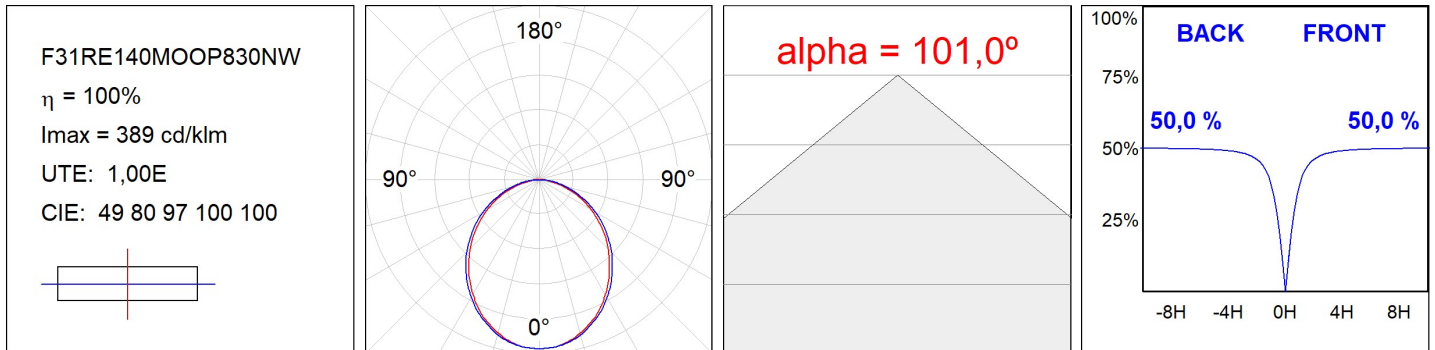 F31RE140MOOP830NW
η = 100%
Imax = 389 cd/klm
UTE:  1,00E
CIE:  49 80 97 100 100
180°
90°
90°
0°
alpha = 101,0º
100%
BACK
FRONT
75%
50,0 %
50,0 %
50%
25%
-8H
-4H
0H
4H
8H